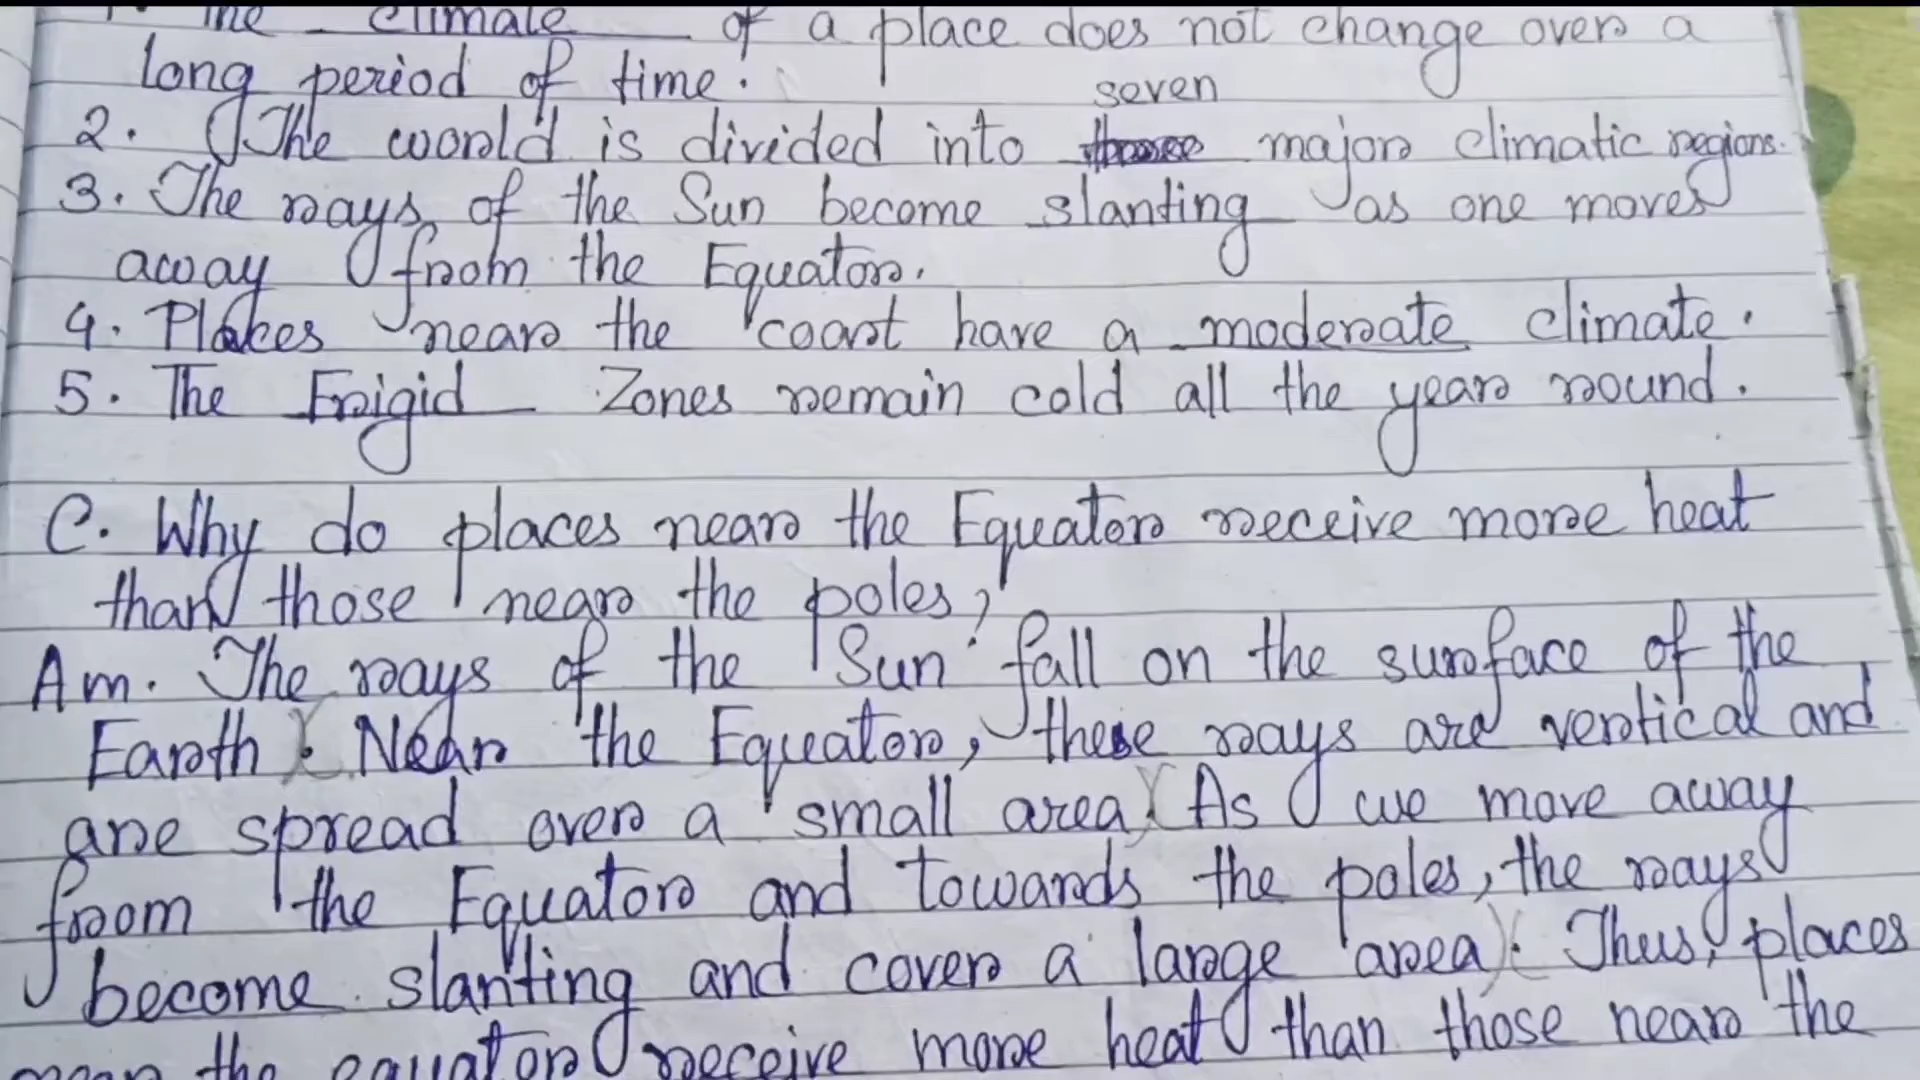 1. The climate of a place does not change over a
long period of time.
seven
2. The world is divided into major climatic regions.
3. The rays of the Sun become slanting as one moves
away from the Equator.
4. Places near the coast have a moderate climate.
5. The Frigid Zones remain cold all the year round.
C. Why do places near the Equator receive more heat
than those near the poles?
Am. The rays of the Sun fall on the surface of the
Earth. Near the Equator, these rays are vertical and
are spread over a small area. As we move away
from the Equator and towards the poles, the rays
become slanting and cover a large area. Thus, places
near the equator receive more heat than those near the